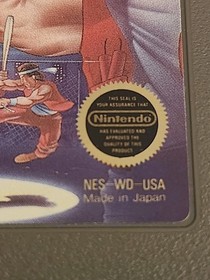 THIS SEAL IS
YOUR ASSURANCE THAT
Nintendo
HAS EVALUATED AND
APPROVED THE
QUALITY OF THIS
PRODUCT.
NES-WD-USA
Made in Japan